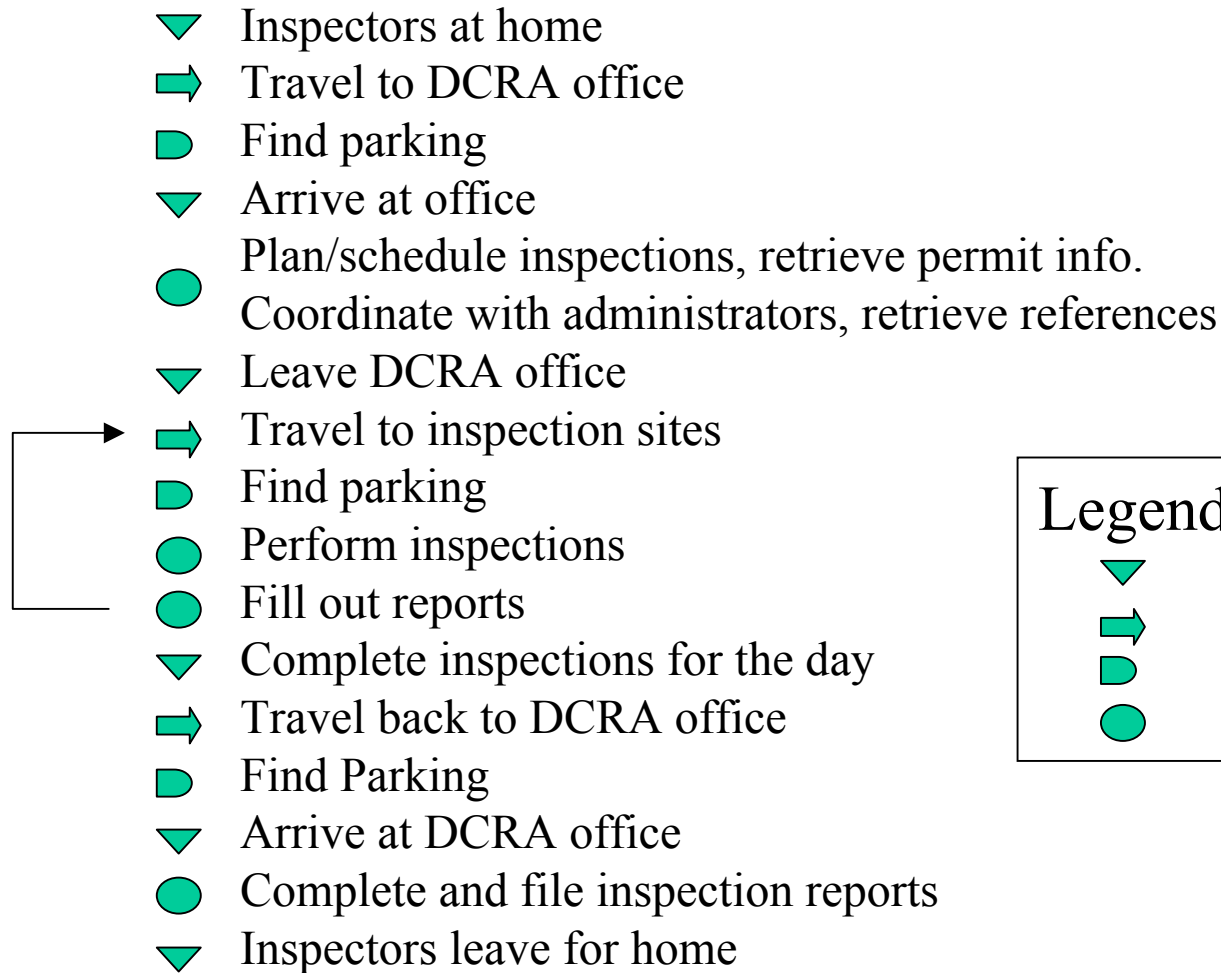 Inspectors at home
Travel to DCRA office
Find parking
Arrive at office
Plan/schedule inspections, retrieve permit info.
Coordinate with administrators, retrieve references
Leave DCRA office
Travel to inspection sites
Find parking
Perform inspections
Fill out reports
Complete inspections for the day
Travel back to DCRA office
Find Parking
Arrive at DCRA office
Complete and file inspection reports
Inspectors leave for home
Legend